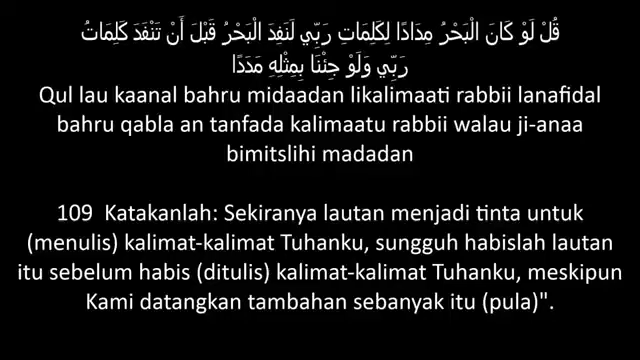 قُلْ لَوْ كَانَ الْبَحْرُ مِدَادًا لِكَلِمَاتِ رَبِّي لَنَفِدَ الْبَحْرُ قَبْلَ أَنْ تَنْفَدَ كَلِمَاتُ
رَبِّي وَلَوْ جِئْنَا بِمِثْلِهِ مَدَدًا
Qul lau kaanal bahru midaadan likalimaati rabbii lanafidal
bahru qabla an tanfada kalimaatu rabbii walau ji-anaa
bimitslihi madadan
109 Katakanlah: Sekiranya lautan menjadi tinta untuk
(menulis) kalimat-kalimat Tuhanku, sungguh habislah lautan
itu sebelum habis (ditulis) kalimat-kalimat Tuhanku, meskipun
Kami datangkan tambahan sebanyak itu (pula)".